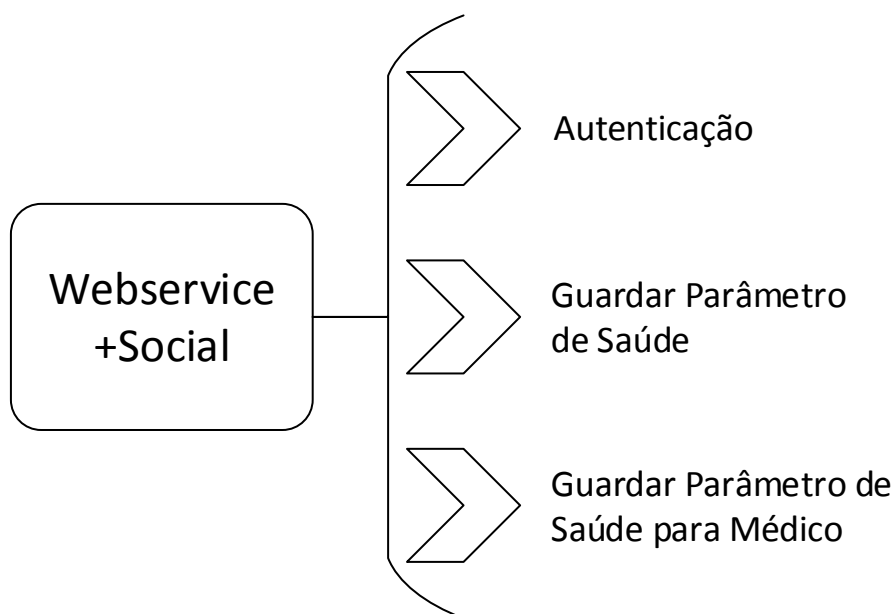 Webservice
+Social
Autenticação
Guardar Parâmetro
de Saúde
Guardar Parâmetro de
Saúde para Médico